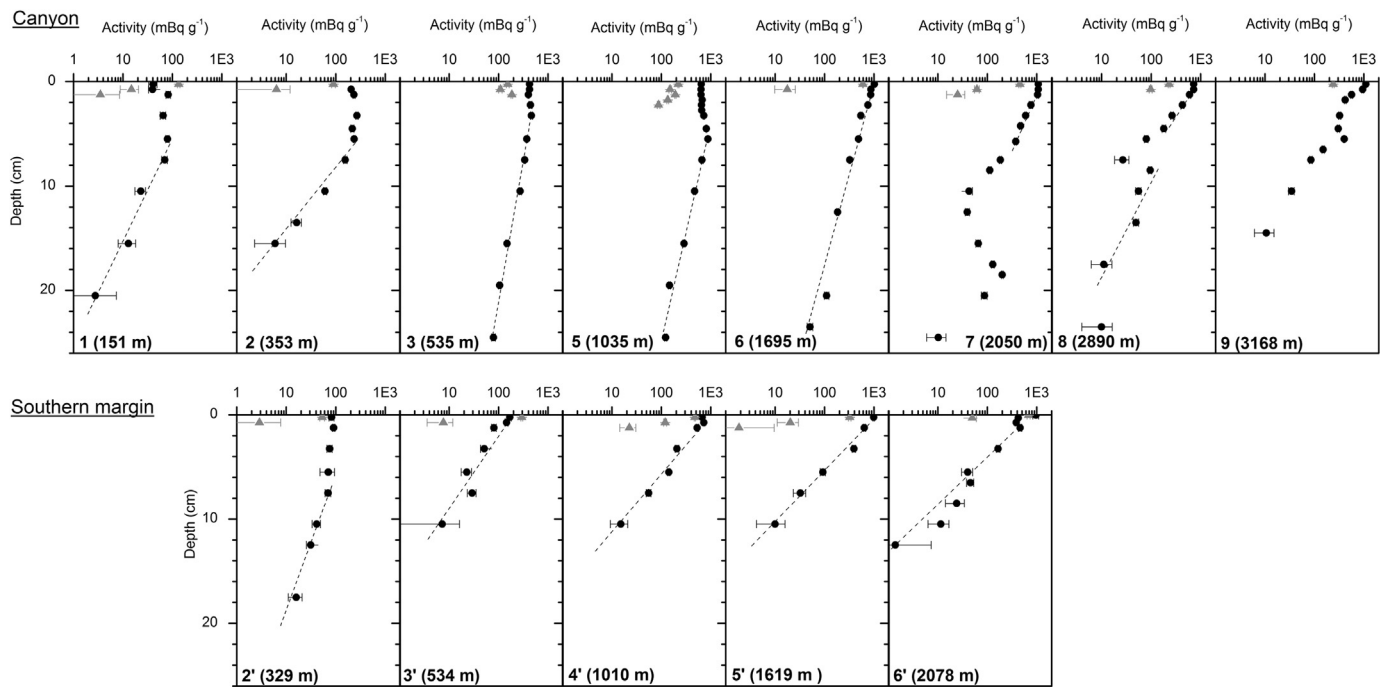 Canyon
Activity (mBq g⁻¹) Activity (mBq g⁻¹) Activity (mBq g⁻¹) Activity (mBq g⁻¹) Activity (mBq g⁻¹) Activity (mBq g⁻¹) Activity (mBq g⁻¹) Activity (mBq g⁻¹)
1 10 100 10 100 10 100 1E3 10 100 1E3 10 100 1E3 10 100 1E3 10 100 1E3 10 100 1E3
0
10
20
Depth (cm)
1 (151 m) 2 (353 m) 3 (535 m) 5 (1035 m) 6 (1695 m) 7 (2050 m) 8 (2890 m) 9 (3168 m)
Southern margin
1 10 100 1E3 10 100 1E3 10 100 1E3 10 100 1E3 10 100 1E3
0
10
20
Depth (cm)
2' (329 m) 3' (534 m) 4' (1010 m) 5' (1619 m ) 6' (2078 m)